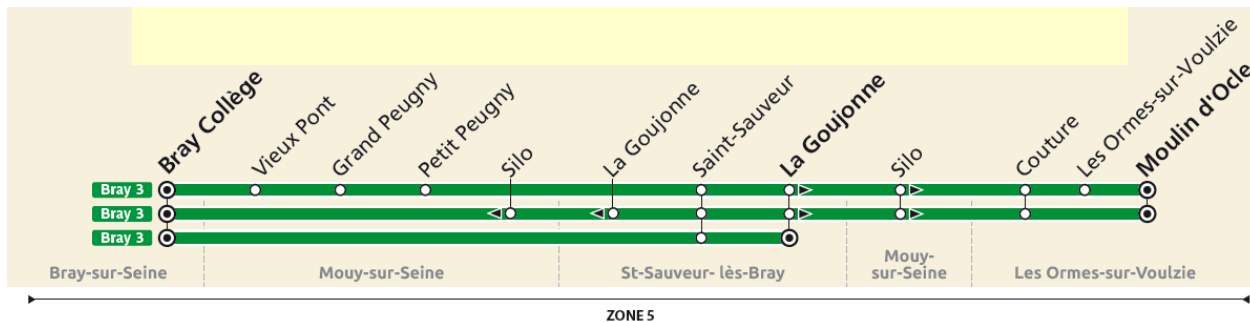 Bray Collège
Vieux Pont
Grand Peugny
Petit Peugny
Silo
La Goujonne
Saint-Sauveur
La Goujonne
Silo
Couture
Les Ormes-sur-Voulzie
Moulin d'Ocle
Bray 3
Bray 3
Bray 3
Bray-sur-Seine
Mouy-sur-Seine
St-Sauveur- lès-Bray
Mouy-
sur-Seine
Les Ormes-sur-Voulzie
ZONE 5